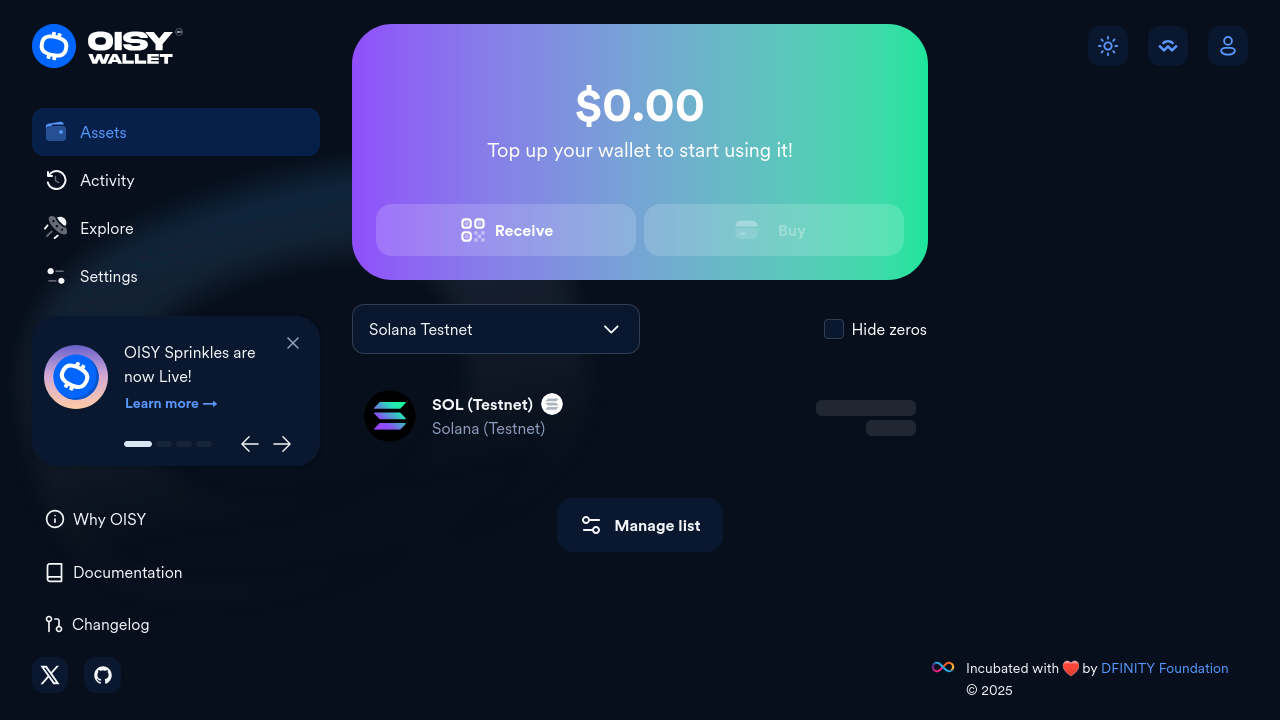 OISY
WALLET
Assets
Activity
Explore
Settings
OISY Sprinkles are
now Live!
Learn more →
Why OISY
Documentation
Changelog
$0.00
Top up your wallet to start using it!
Receive
Buy
Solana Testnet
Hide zeros
SOL (Testnet)
Solana (Testnet)
Manage list
Incubated with ❤️ by DFINITY Foundation
© 2025